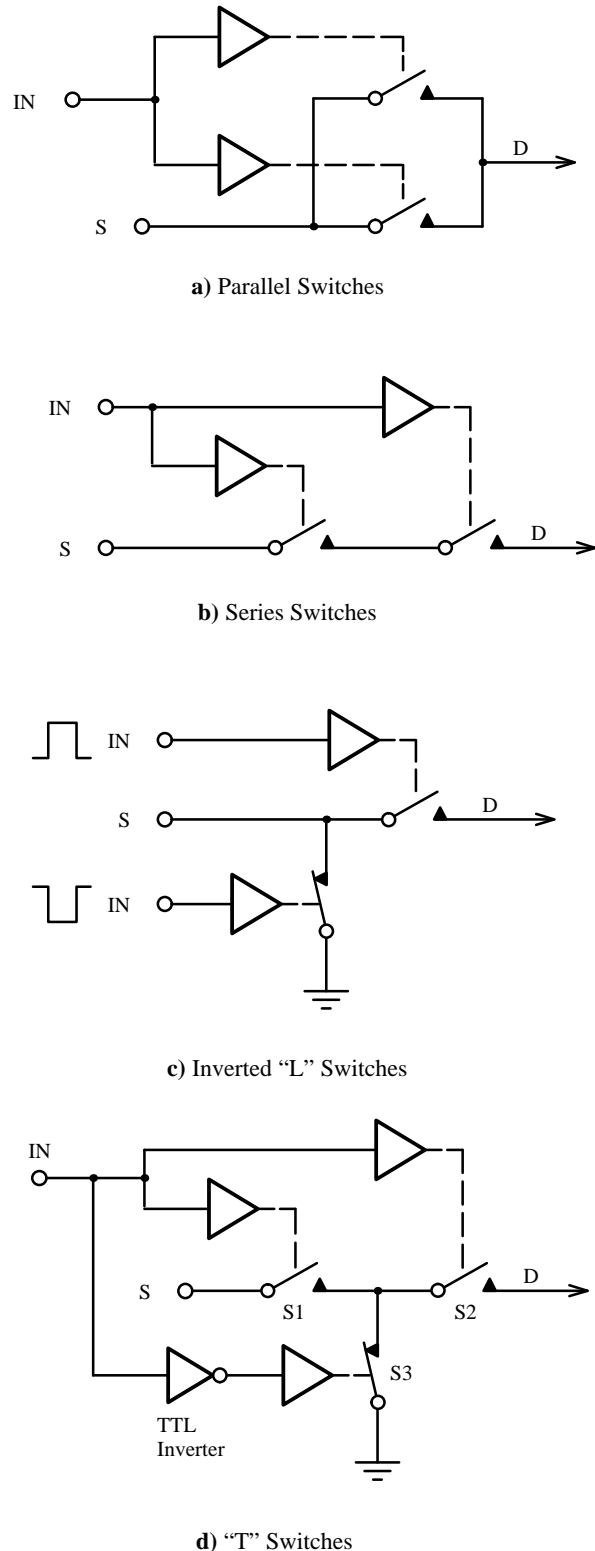 IN
D
S
a) Parallel Switches
IN
S
D
b) Series Switches
IN
S
D
IN
c) Inverted “L” Switches
IN
S
S1
D
S2
S3
TTL
Inverter
d) “T” Switches